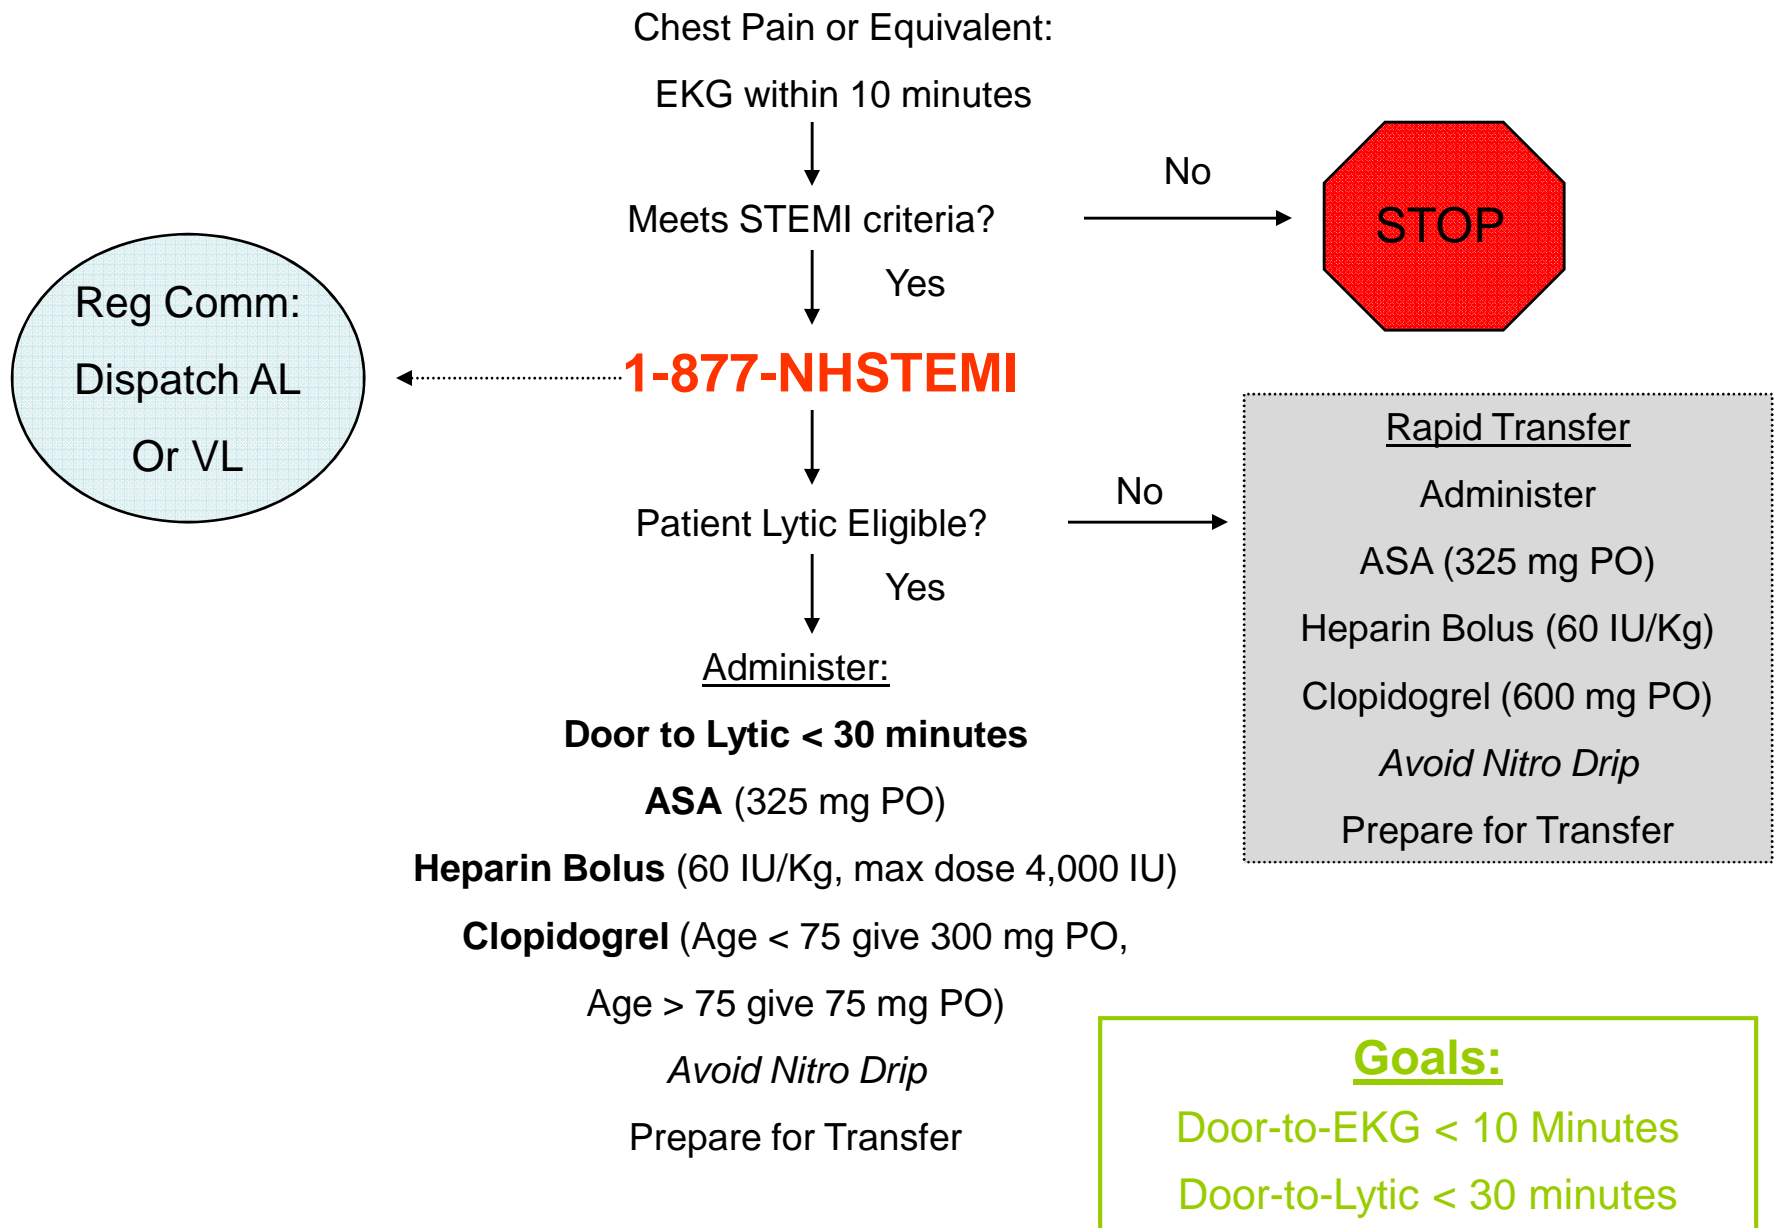 Chest Pain or Equivalent:
EKG within 10 minutes
Meets STEMI criteria?
No
STOP
Yes
1-877-NHSTEMI
Reg Comm:
Dispatch AL
Or VL
Patient Lytic Eligible?
No
Rapid Transfer
Administer
ASA (325 mg PO)
Heparin Bolus (60 IU/Kg)
Clopidogrel (600 mg PO)
Avoid Nitro Drip
Prepare for Transfer
Yes
Administer:
Door to Lytic < 30 minutes
ASA (325 mg PO)
Heparin Bolus (60 IU/Kg, max dose 4,000 IU)
Clopidogrel (Age < 75 give 300 mg PO,
Age > 75 give 75 mg PO)
Avoid Nitro Drip
Prepare for Transfer
Goals:
Door-to-EKG < 10 Minutes
Door-to-Lytic < 30 minutes